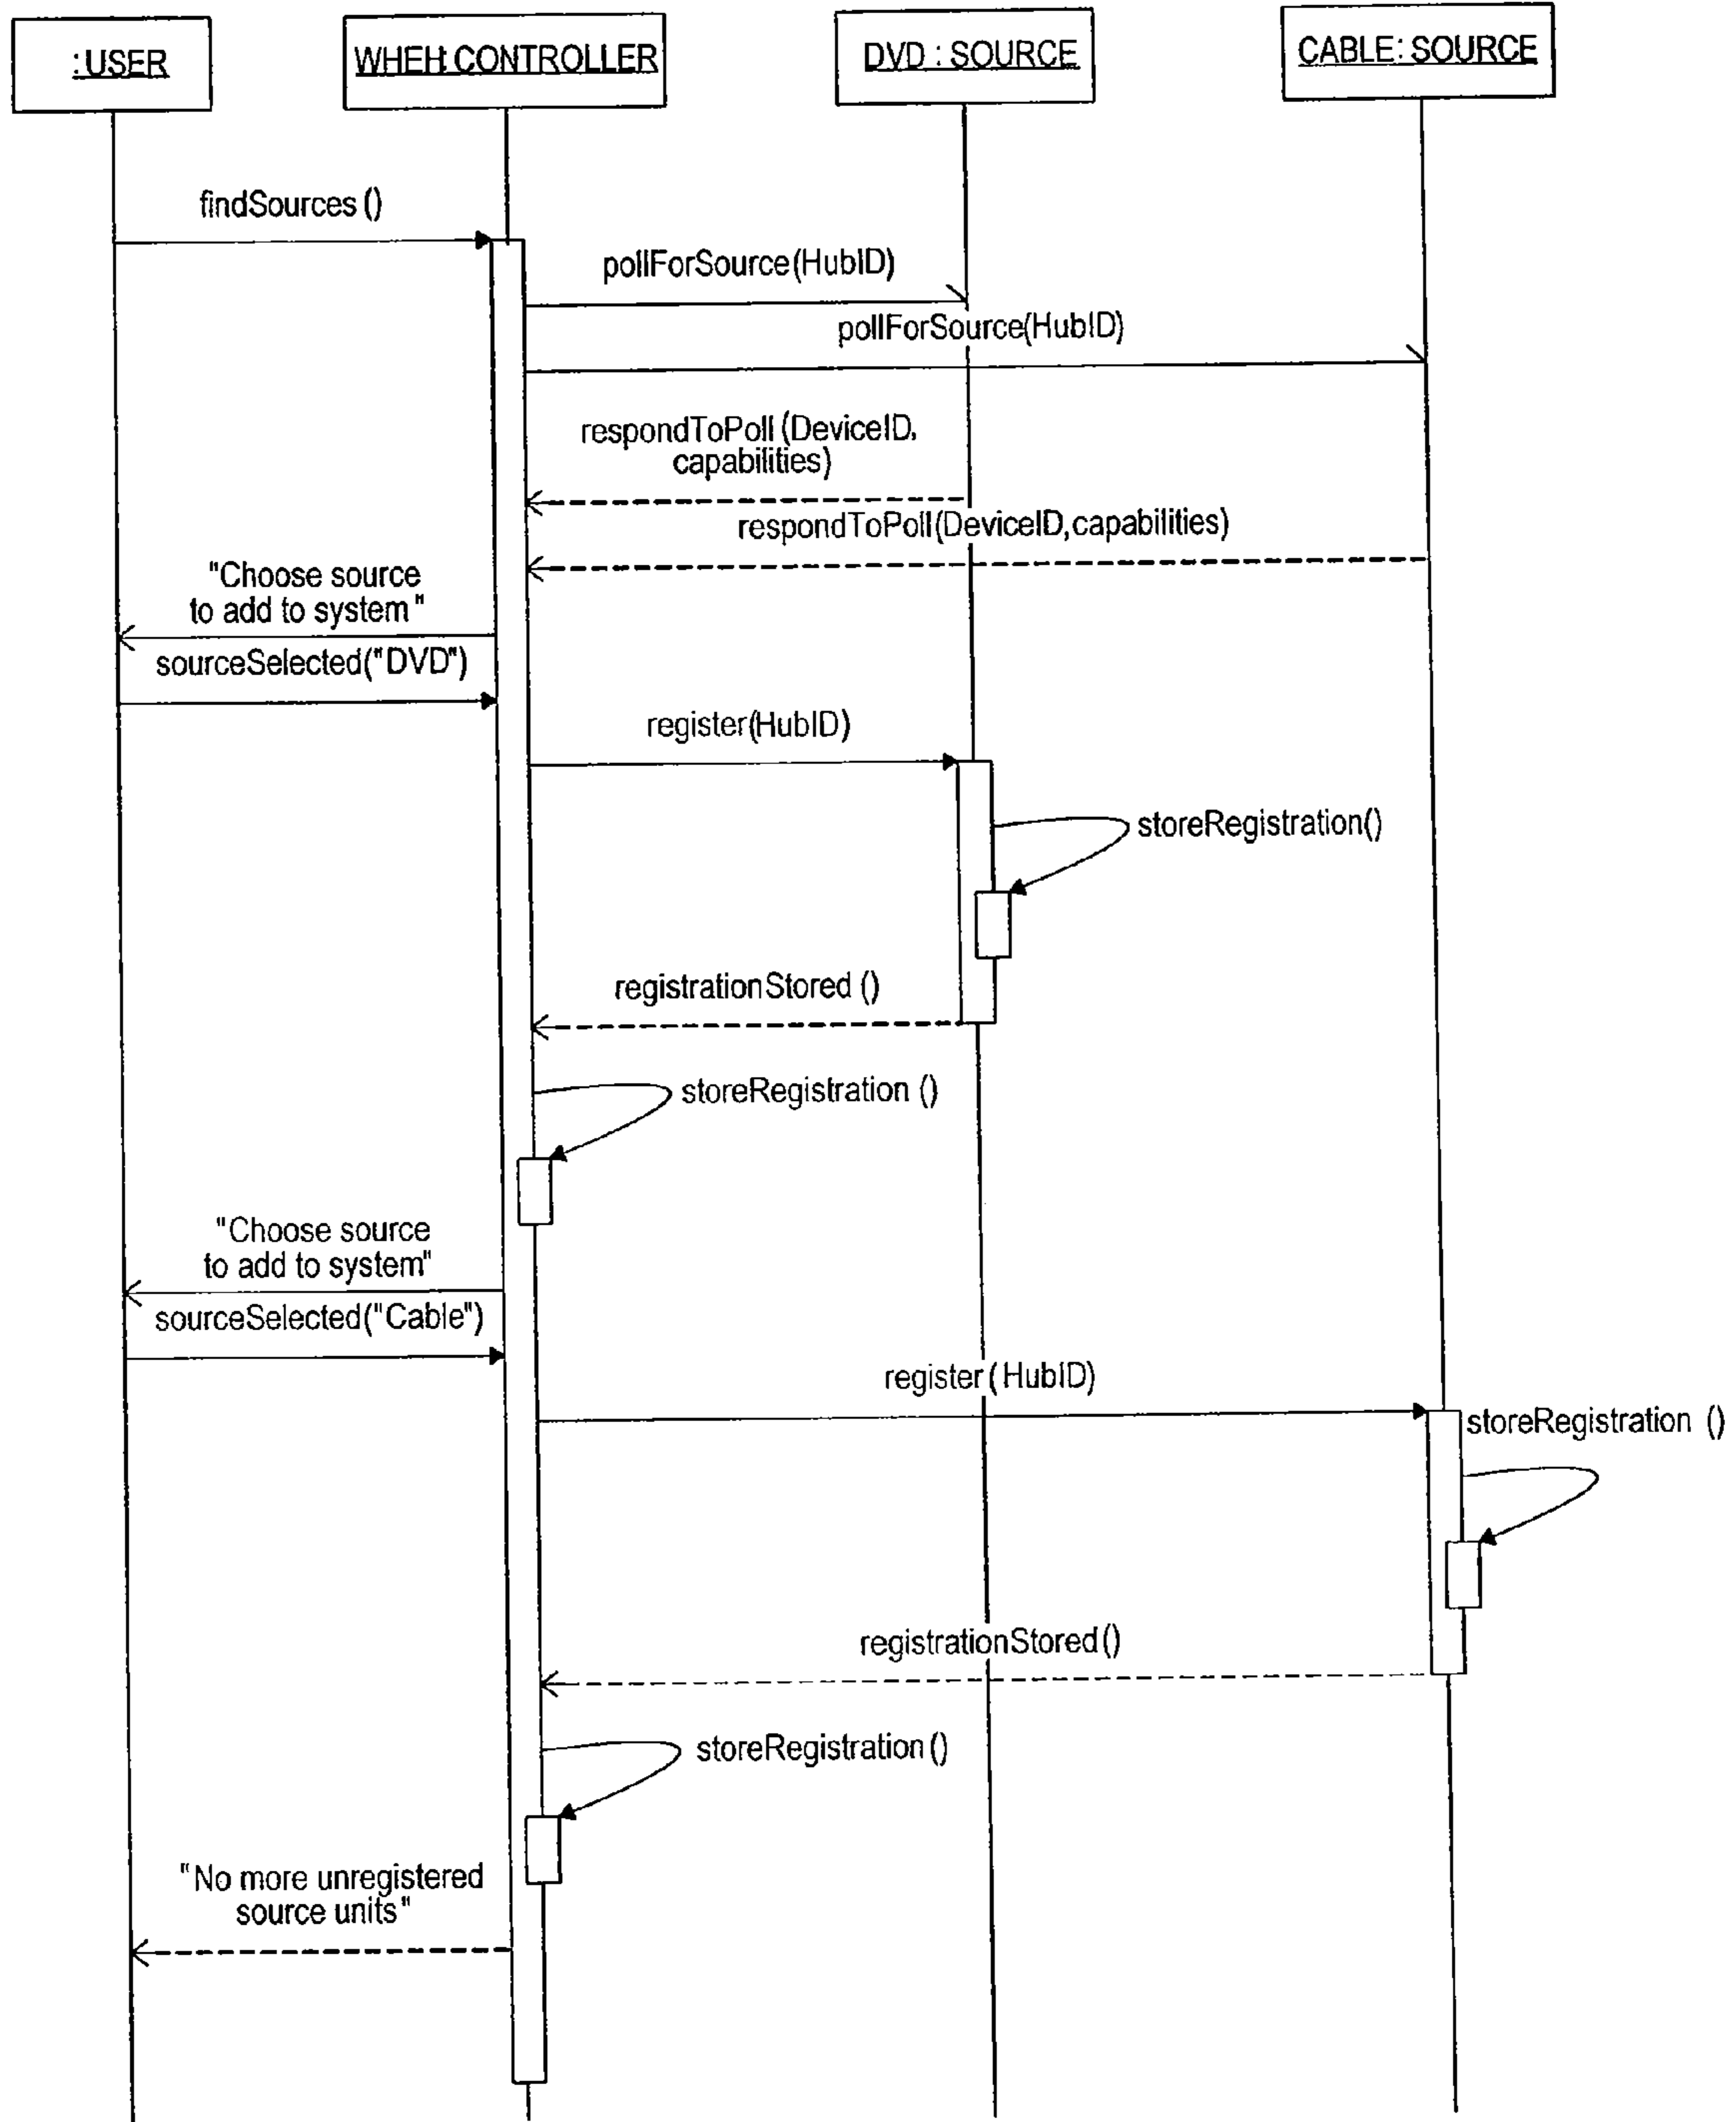 :USER
WHEH:CONTROLLER
DVD : SOURCE
CABLE: SOURCE
findSources ()
pollForSource (HubID)
pollForSource(HubID)
respondToPoll (DeviceID,
capabilities)
respondToPoll(DeviceID,capabilities)
"Choose source
to add to system"
sourceSelected("DVD")
register(HubID)
storeRegistration()
registrationStored ()
storeRegistration ()
"Choose source
to add to system"
sourceSelected("Cable")
register ( HubID)
storeRegistration ()
registrationStored()
storeRegistration ()
"No more unregistered
source units"